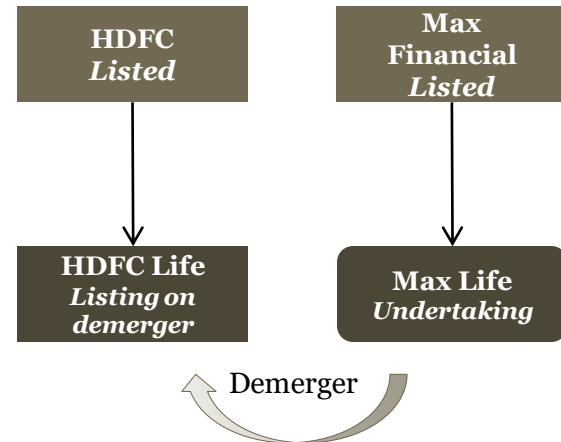 HDFC
Listed
Max
Financial
Listed
HDFC Life
Listing on
demerger
Max Life
Undertaking
Demerger